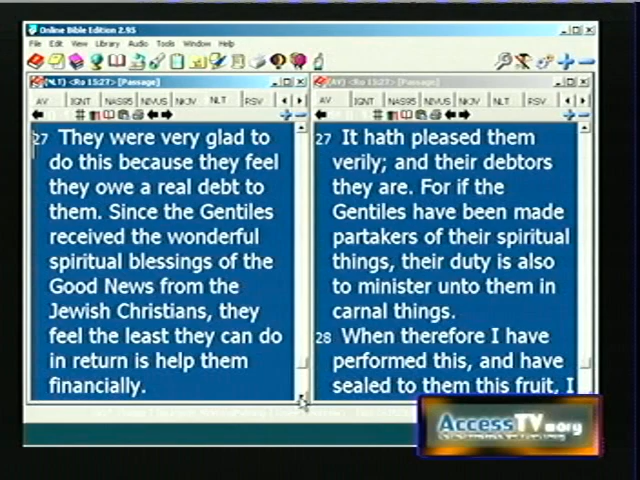 Online Bible Edition 2.95
File Edit View Library Audio Tools Window Help
(NLT) <Ro 15:27> [Passage]
AV IGNT NAS95 NIVUS NKJV NLT RSV
27 They were very glad to
do this because they feel
they owe a real debt to
them. Since the Gentiles
received the wonderful
spiritual blessings of the
Good News from the
Jewish Christians, they
feel the least they can do
in return is help them
financially.
(AV) <Ro 15:27> [Passage]
AV IGNT NAS95 NIVUS NKJV NLT RSV
27 It hath pleased them
verily; and their debtors
they are. For if the
Gentiles have been made
partakers of their spiritual
things, their duty is also
to minister unto them in
carnal things.
28 When therefore I have
performed this, and have
sealed to them this fruit, I
AccessTV.org